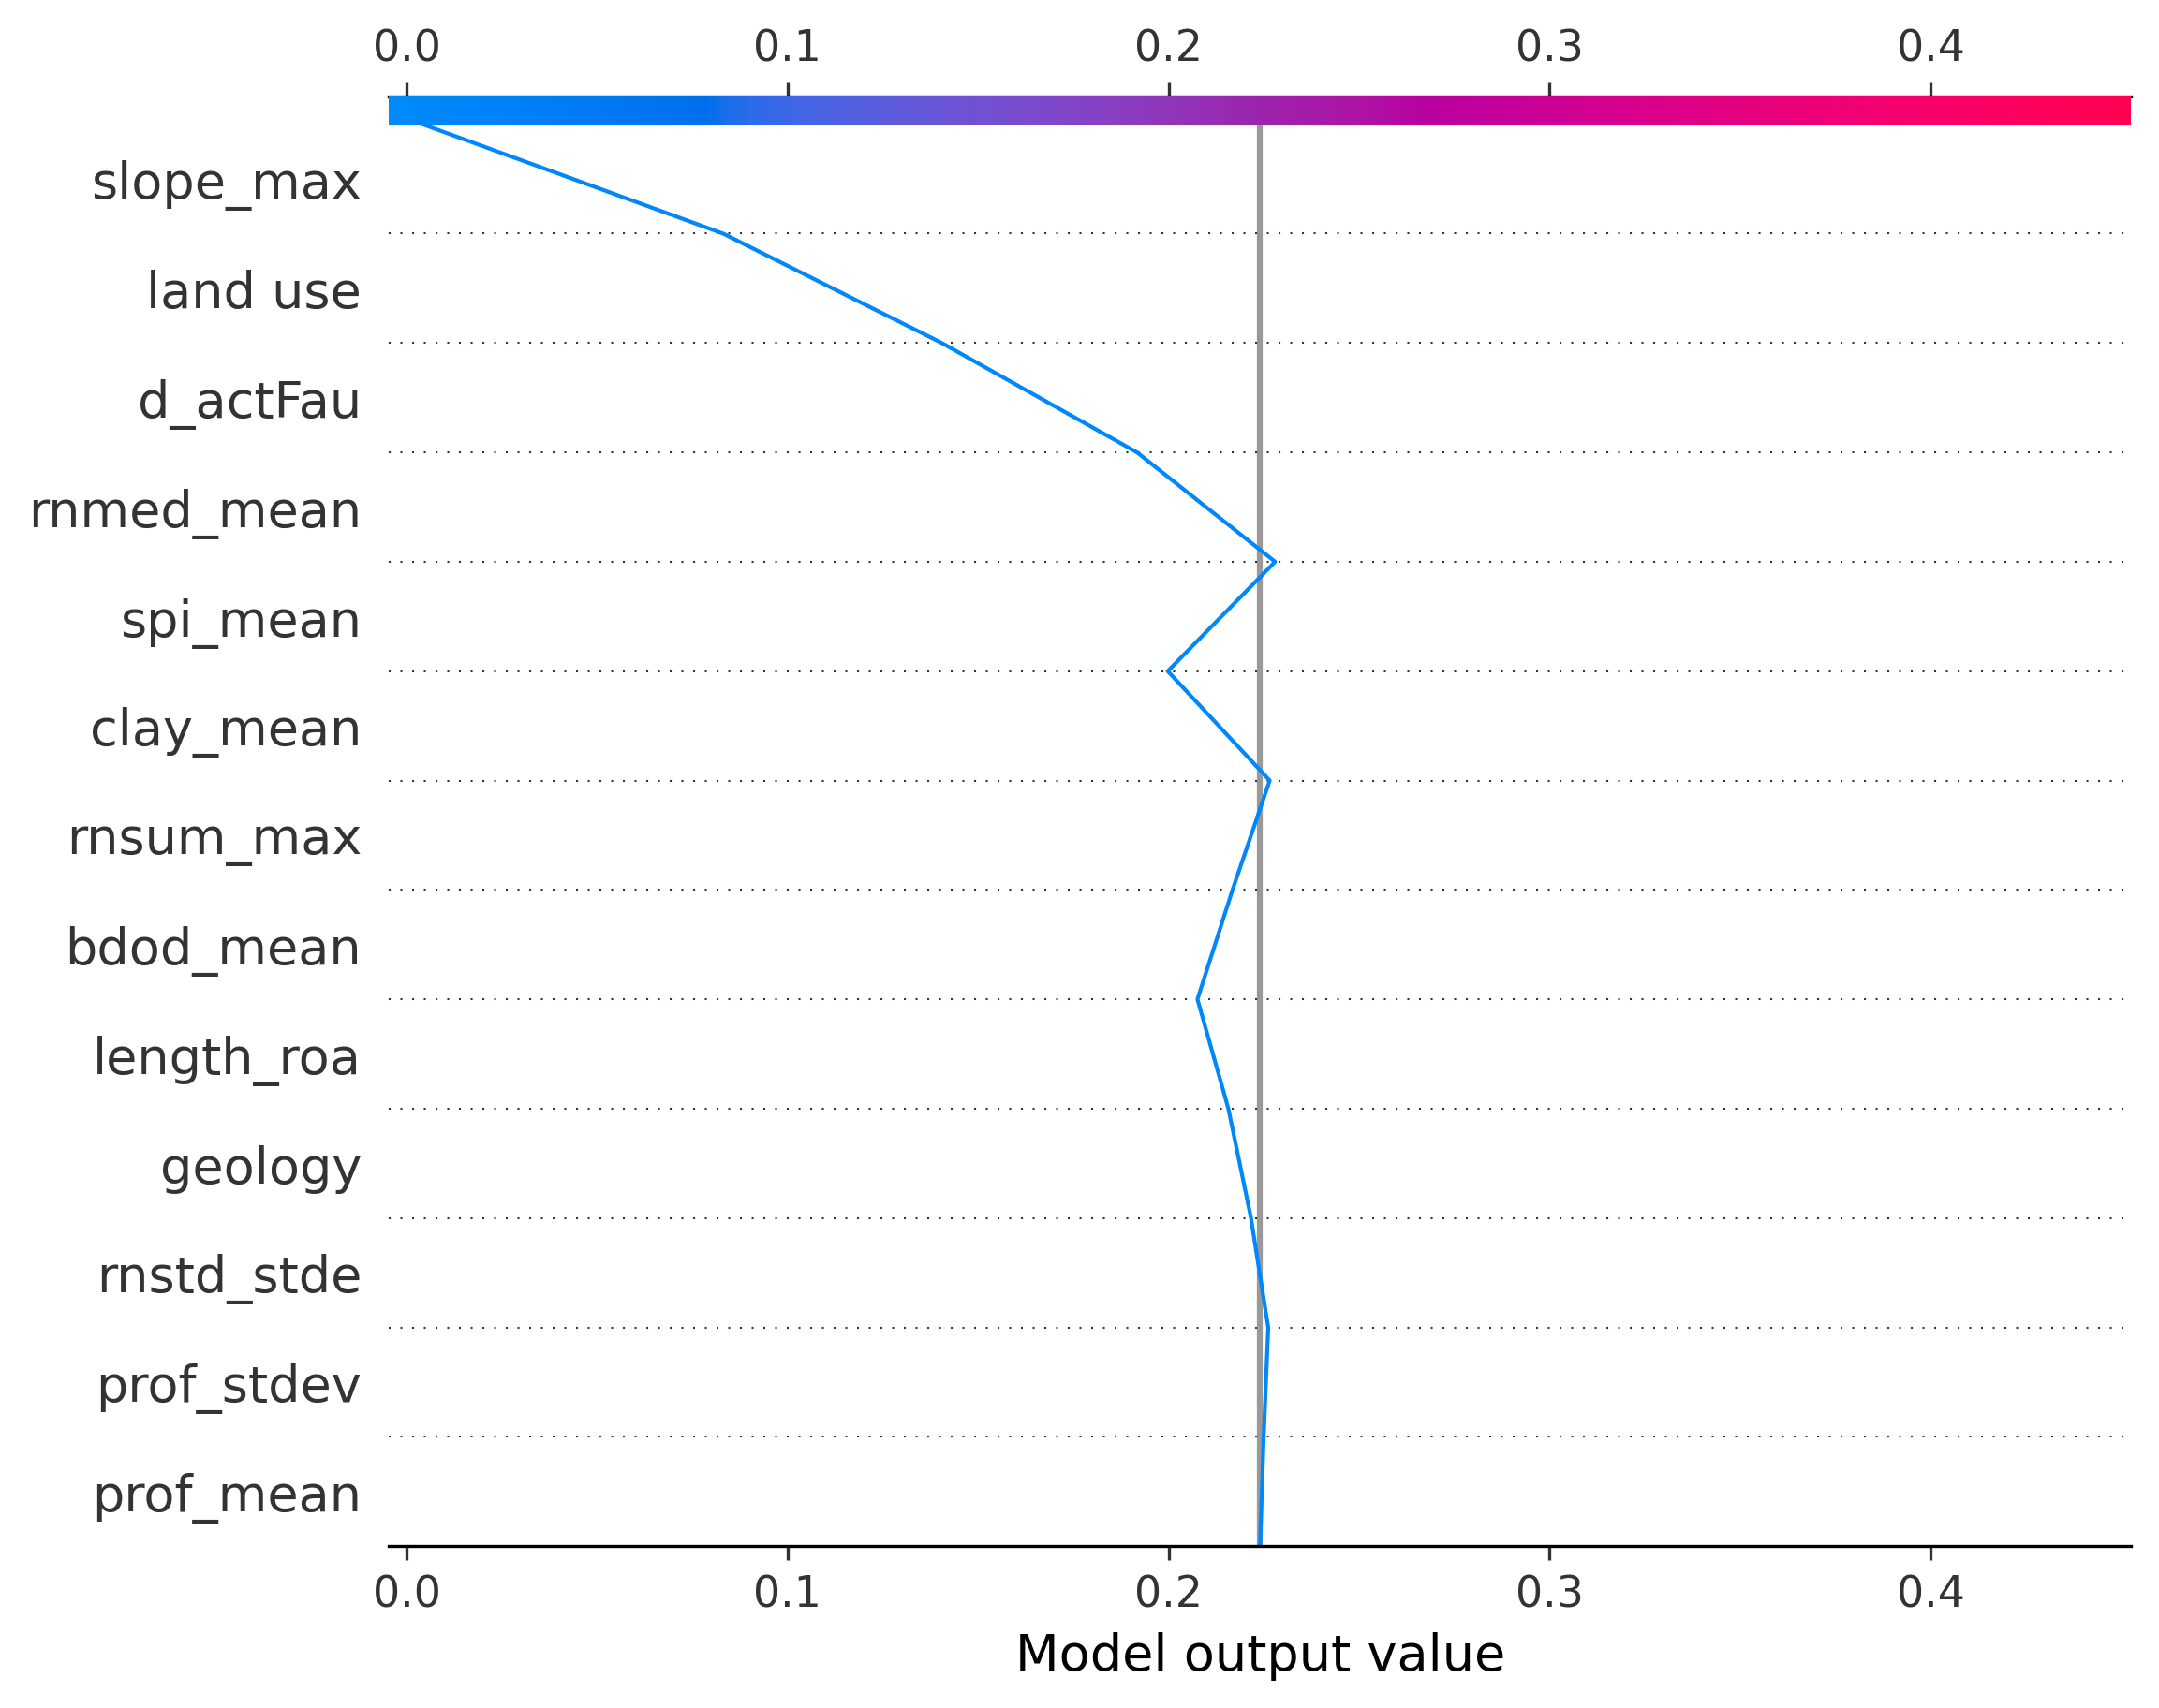 0.0 0.1 0.2 0.3 0.4
slope_max
land use
d_actFau
rnmed_mean
spi_mean
clay_mean
rnsum_max
bdod_mean
length_roa
geology
rnstd_stde
prof_stdev
prof_mean
0.0 0.1 0.2 0.3 0.4
Model output value